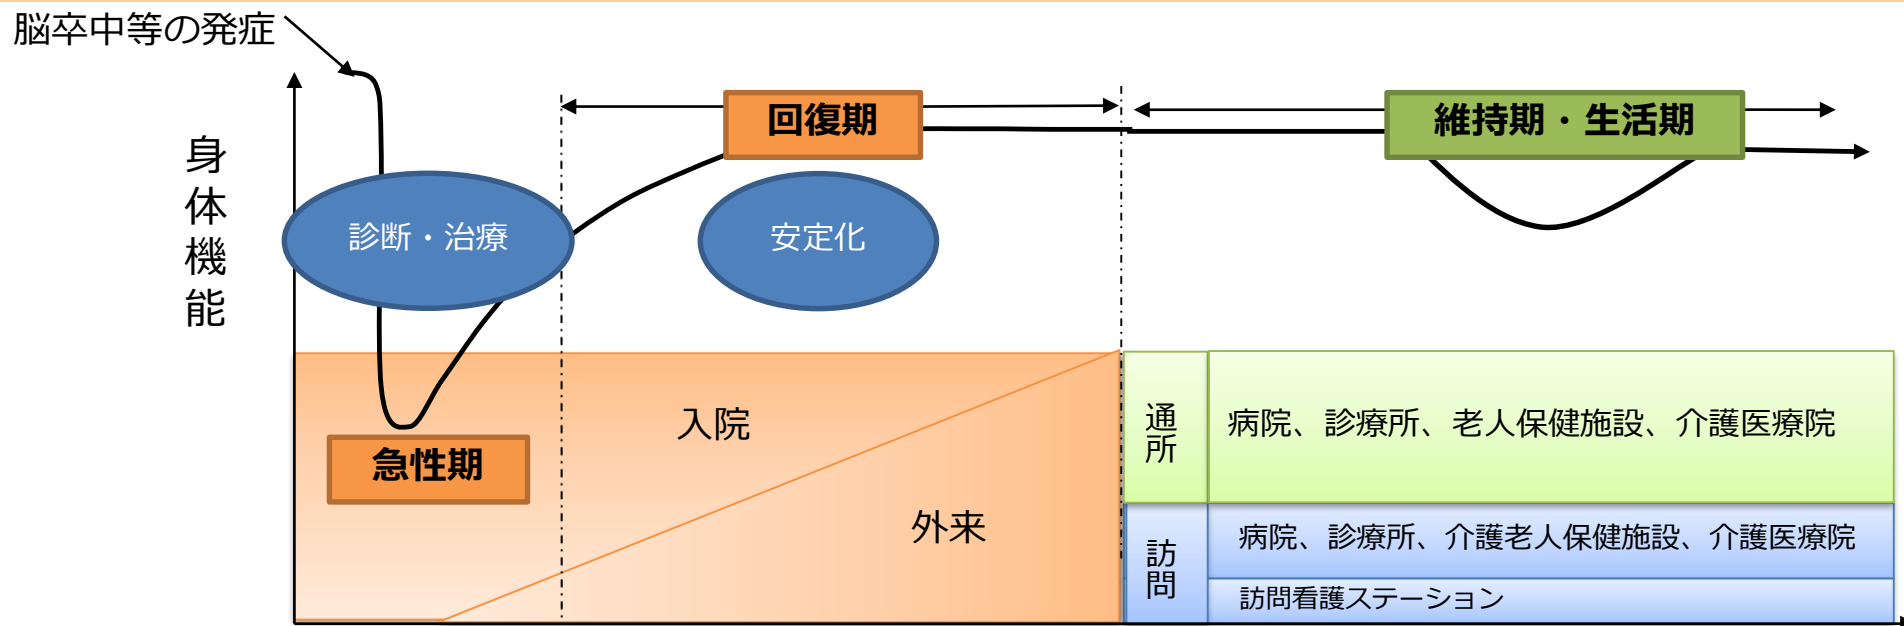 脳卒中等の発症
身体機能
回復期
維持期・生活期
診断・治療
安定化
急性期
入院
外来
通所
病院、診療所、老人保健施設、介護医療院
訪問
病院、診療所、介護老人保健施設、介護医療院
訪問看護ステーション